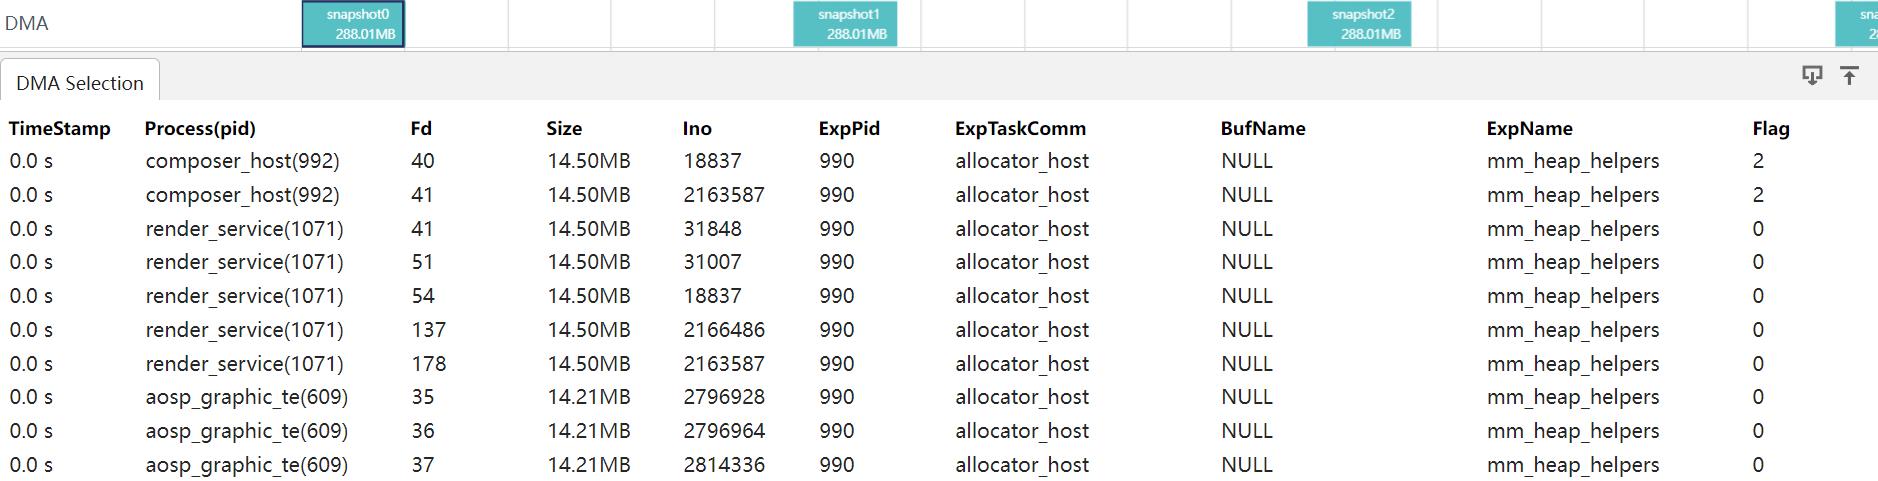 DMA
snapshot0 snapshot1 snapshot2
288.01MB 288.01MB 288.01MB
DMA Selection
TimeStamp Process(pid) Fd Size Ino ExpPid ExpTaskComm BufName ExpName Flag
0.0 s composer_host(992) 40 14.50MB 18837 990 allocator_host NULL mm_heap_helpers 2
0.0 s composer_host(992) 41 14.50MB 2163587 990 allocator_host NULL mm_heap_helpers 2
0.0 s render_service(1071) 41 14.50MB 31848 990 allocator_host NULL mm_heap_helpers 0
0.0 s render_service(1071) 51 14.50MB 31007 990 allocator_host NULL mm_heap_helpers 0
0.0 s render_service(1071) 54 14.50MB 18837 990 allocator_host NULL mm_heap_helpers 0
0.0 s render_service(1071) 137 14.50MB 2166486 990 allocator_host NULL mm_heap_helpers 0
0.0 s render_service(1071) 178 14.50MB 2163587 990 allocator_host NULL mm_heap_helpers 0
0.0 s aosp_graphic_te(609) 35 14.21MB 2796928 990 allocator_host NULL mm_heap_helpers 0
0.0 s aosp_graphic_te(609) 36 14.21MB 2796964 990 allocator_host NULL mm_heap_helpers 0
0.0 s aosp_graphic_te(609) 37 14.21MB 2814336 990 allocator_host NULL mm_heap_helpers 0